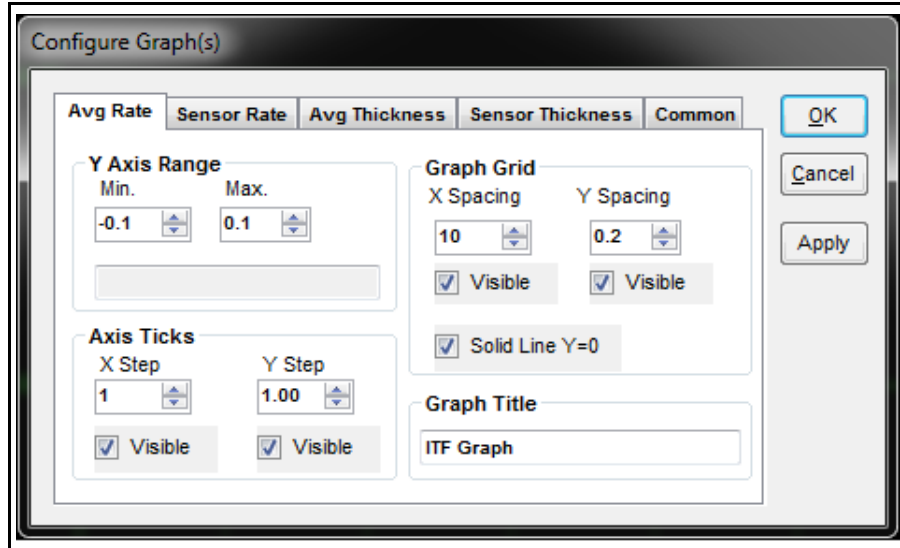 Configure Graph(s)
Avg Rate Sensor Rate Avg Thickness Sensor Thickness Common
OK
Cancel
Apply
Y Axis Range
Min. Max.
-0.1 0.1
Axis Ticks
X Step Y Step
1 1.00
Visible Visible
Graph Grid
X Spacing Y Spacing
10 0.2
Visible Visible
Solid Line Y=0
Graph Title
ITF Graph